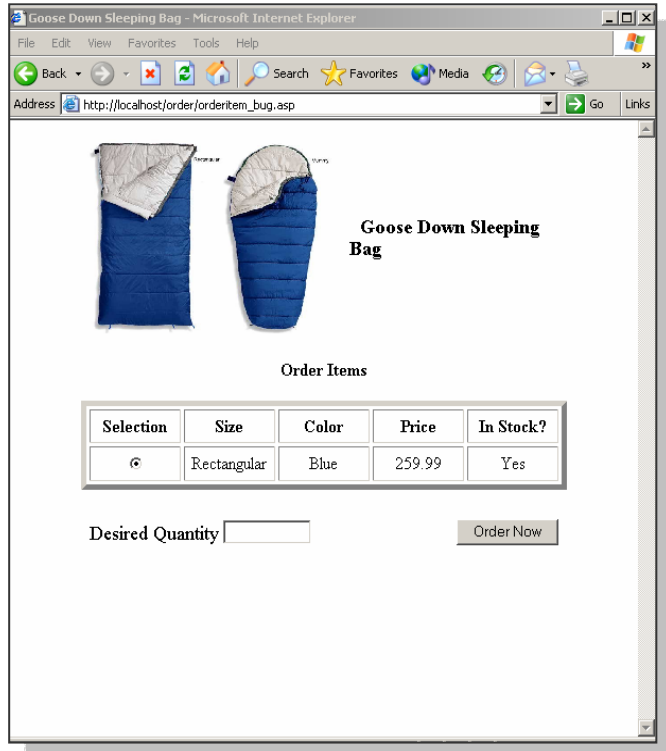 Goose Down Sleeping Bag - Microsoft Internet Explorer
File Edit View Favorites Tools Help
Back Search Favorites Media »
Address http://localhost/order/orderitem_bug.asp Go Links
Rectangular Mummy
Goose Down Sleeping
Bag
Order Items
Selection Size Color Price In Stock?
Rectangular Blue 259.99 Yes
Desired Quantity Order Now